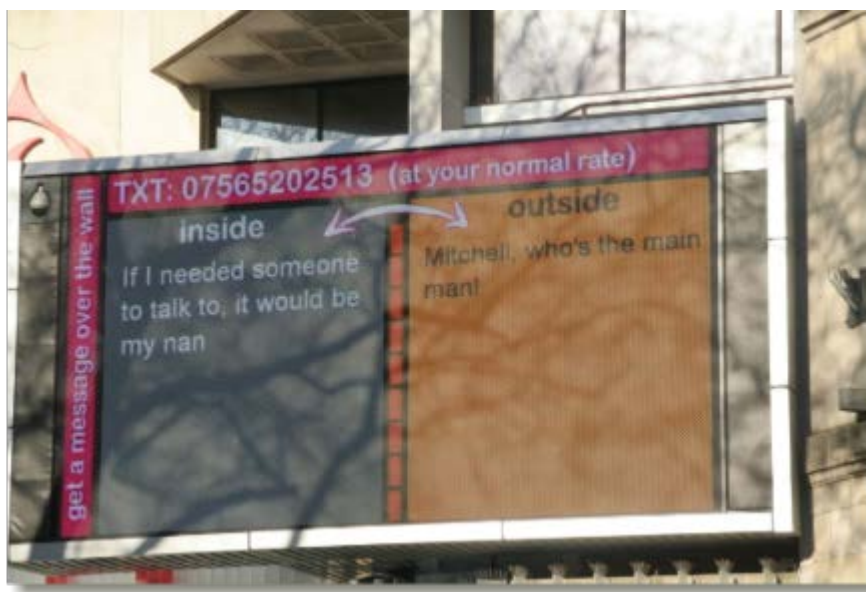 get a message over the wall
TXT: 07565202513 (at your normal rate)
inside
If I needed someone
to talk to, it would be
my nan
outside
Mitchell, who's the main
man!